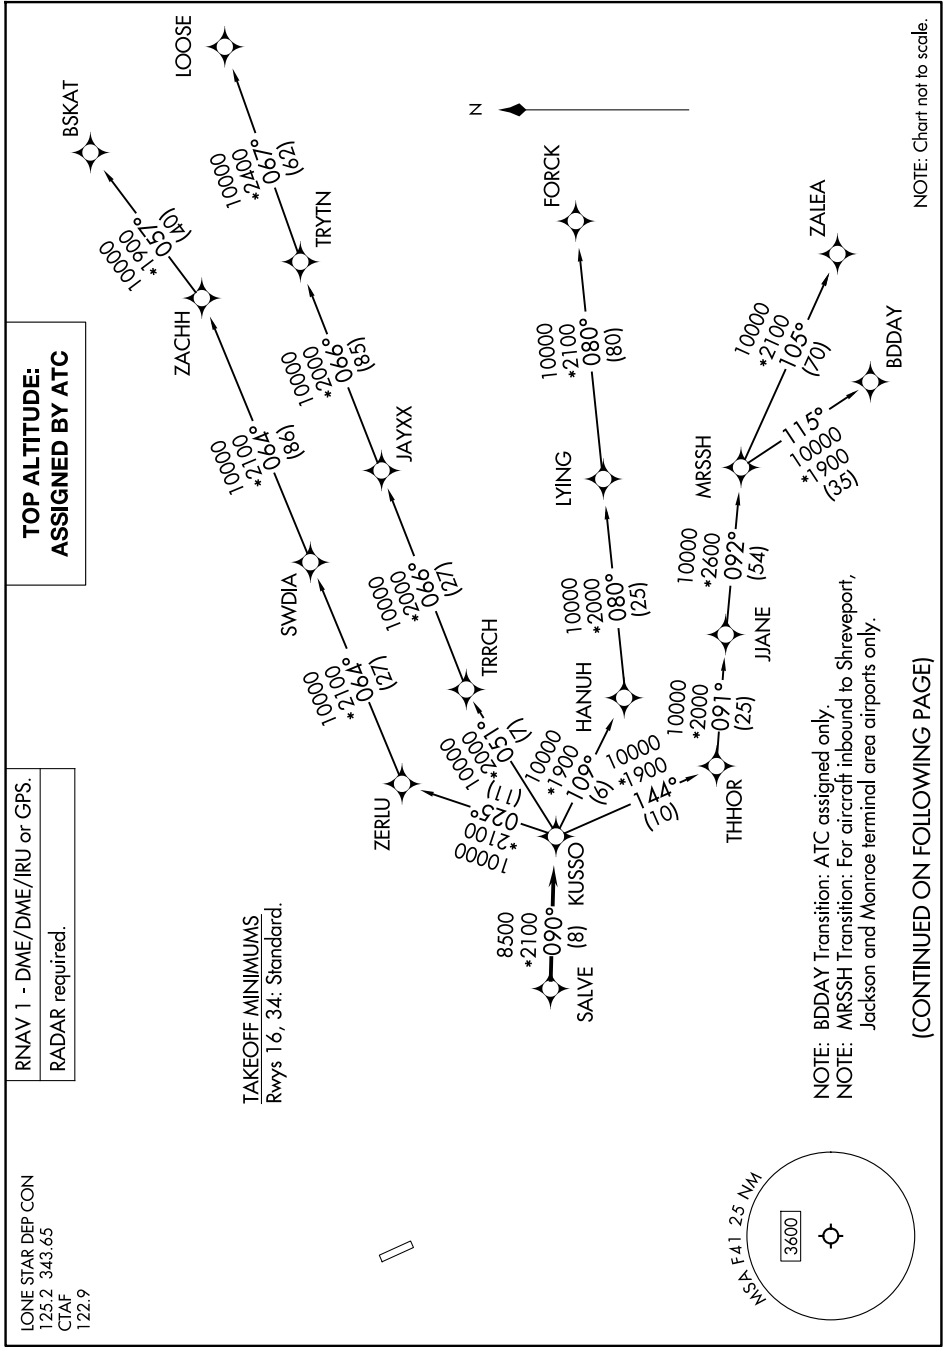 LONE STAR DEP CON
125.2 343.65
CTAF
122.9
RNAV 1 - DME/DME/IRU or GPS.
RADAR required.
TOP ALTITUDE:
ASSIGNED BY ATC
TAKEOFF MINIMUMS
Rwys 16, 34: Standard.
N
SALVE
8500
*2100
090°
(8)
KUSSO
10000
*2100
025°
(11)
ZERLU
10000
*2100
064°
(27)
SWDIA
10000
*2100
064°
(86)
ZACHH
10000
*1900
057°
(40)
BSKAT
10000
*2000
051°
(7)
TRRCH
10000
*2000
066°
(27)
JAYXX
10000
*2000
066°
(85)
TRYTN
10000
*2400
067°
(62)
LOOSE
10000
*1900
109°
(6)
HANUH
10000
*2000
080°
(25)
LYING
10000
*2100
080°
(80)
FORCK
10000
*1900
144°
(10)
THHOR
10000
*2000
091°
(25)
JJANE
10000
*2600
092°
(54)
MRSSH
10000
*2100
105°
(70)
ZALEA
115°
10000
*1900
(35)
BDDAY
MSA F41 25 NM
3600
NOTE: BDDAY Transition: ATC assigned only.
NOTE: MRSSH Transition: For aircraft inbound to Shreveport,
Jackson and Monroe terminal area airports only.
NOTE: Chart not to scale.
(CONTINUED ON FOLLOWING PAGE)